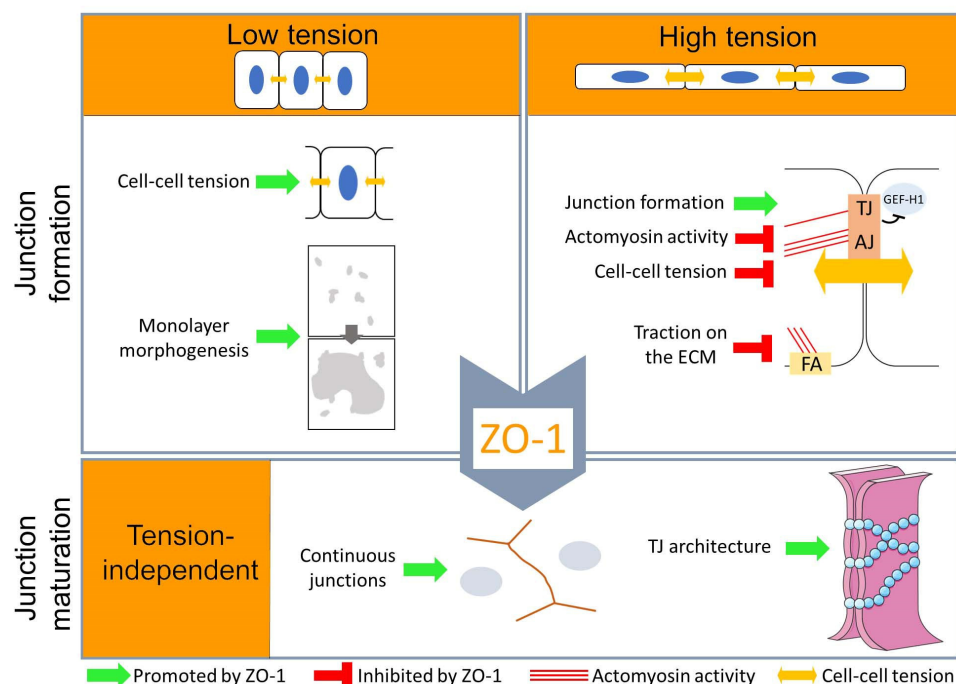 Low tension
High tension
Junction
formation
Cell-cell tension
Monolayer
morphogenesis
Junction formation
Actomyosin activity
Cell-cell tension
Traction on
the ECM
TJ
GEF-H1
AJ
FA
ZO-1
Junction
maturation
Tension-
independent
Continuous
junctions
TJ architecture
Promoted by ZO-1
Inhibited by ZO-1
Actomyosin activity
Cell-cell tension